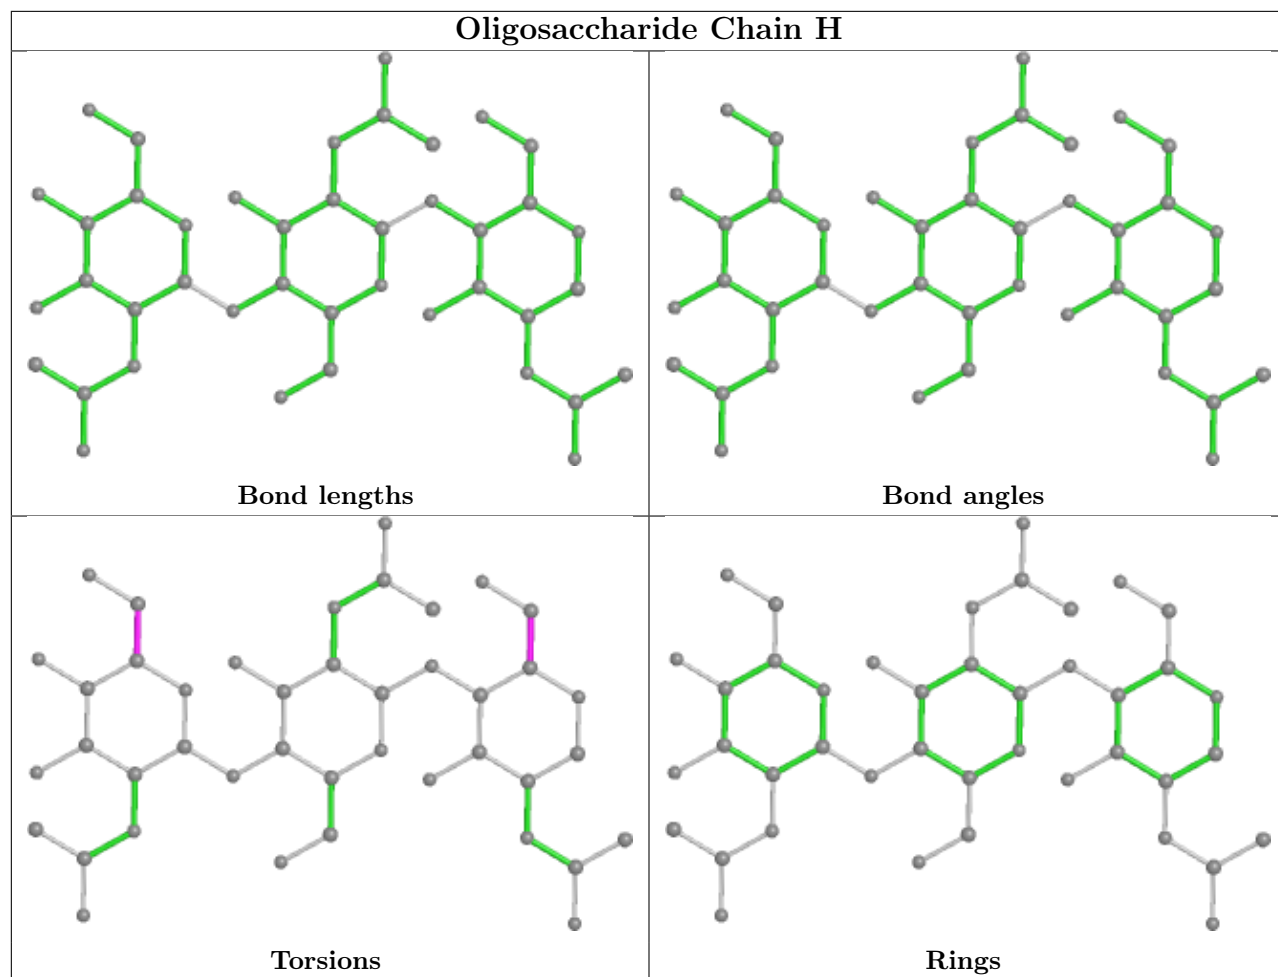 Oligosaccharide Chain H
Bond lengths
Bond angles
Torsions
Rings